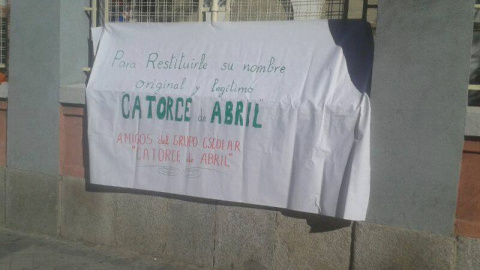 Para Restituirle su nombre
original y legítimo
"CATORCE de ABRIL"
AMIGOS del GRUPO ESCOLAR
"CATORCE de ABRIL"